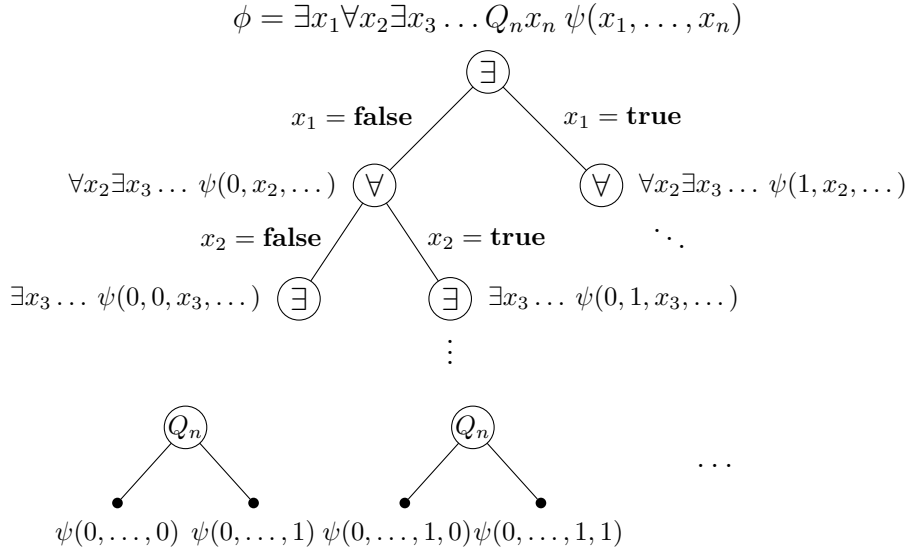 ϕ = ∃x₁∀x₂∃x₃ … Qₙxₙ ψ(x₁, …, xₙ)
∃
x₁ = false x₁ = true
∀x₂∃x₃ … ψ(0, x₂, …) ∀ ∀ ∀x₂∃x₃ … ψ(1, x₂, …)
x₂ = false x₂ = true ⋱
∃x₃ … ψ(0, 0, x₃, …) ∃ ∃ ∃x₃ … ψ(0, 1, x₃, …)
⋮
Qₙ Qₙ
…
ψ(0, …, 0) ψ(0, …, 1) ψ(0, …, 1, 0) ψ(0, …, 1, 1)